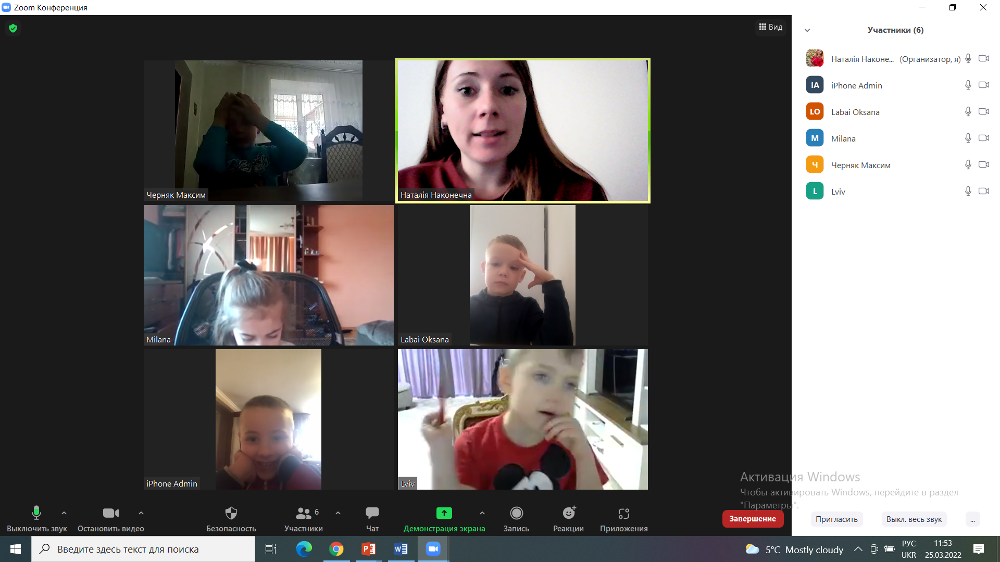 Zoom Конференция
Вид
Участники (6)
Наталія Наконе... (Организатор, я)
IA iPhone Admin
LO Labai Oksana
M Milana
Ч Черняк Максим
L Lviv
Черняк Максим
Наталія Наконечна
Milana
Labai Oksana
iPhone Admin
Lviv
Активация Windows
Чтобы активировать Windows, перейдите в раздел
"Параметры".
Выключить звук
Остановить видео
Безопасность
Участники
6
Чат
Демонстрация экрана
Запись
Реакции
Приложения
Завершение
Пригласить
Выкл. весь звук
...
Введите здесь текст для поиска
5°C Mostly cloudy
РУС
UKR
11:53
25.03.2022